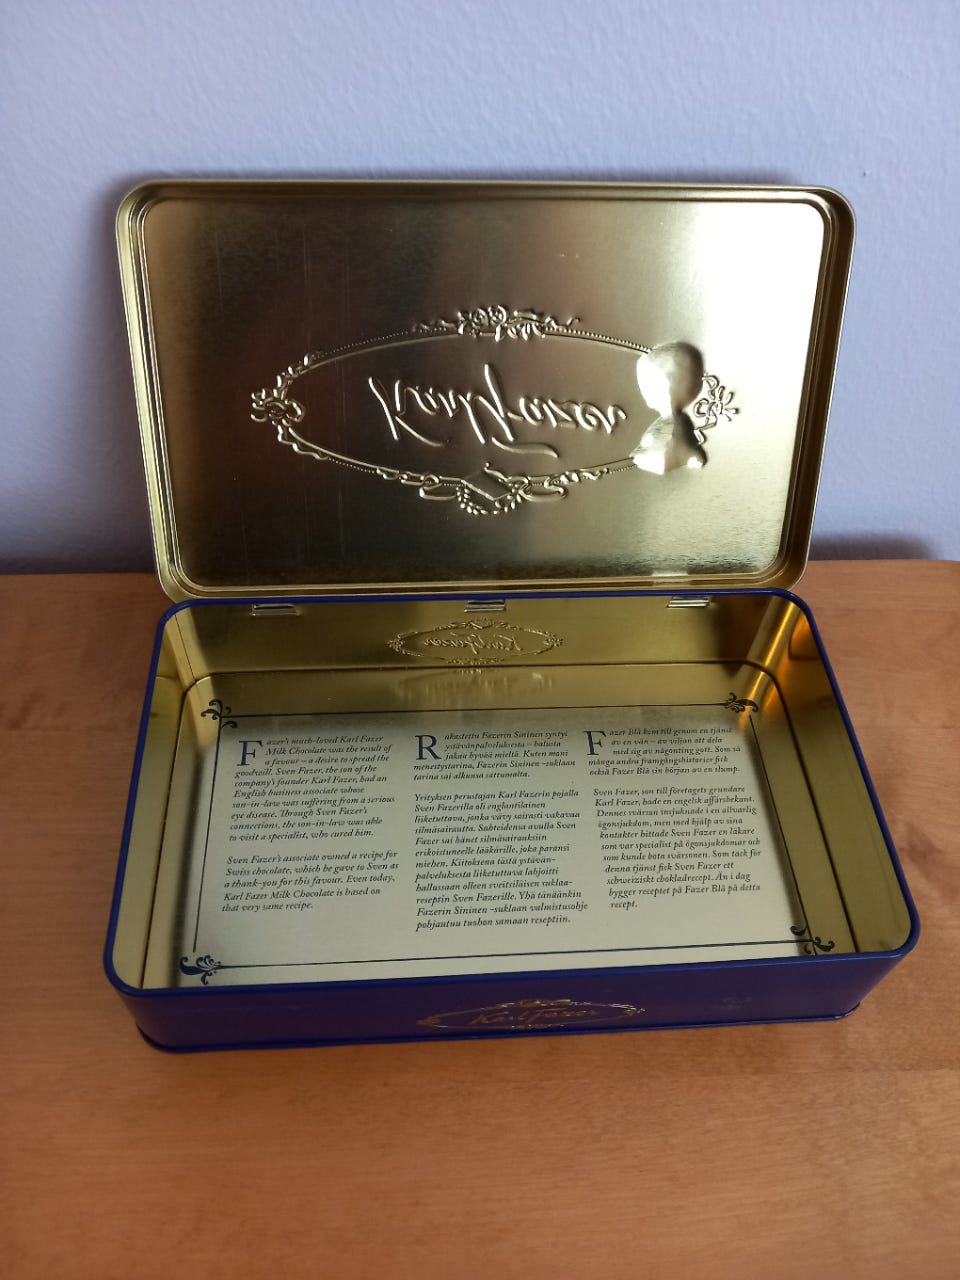 Karl Fazer
Karl Fazer
Fazer's much-loved Karl Fazer
Milk Chocolate was the result of
a favour – a desire to spread the
goodwill. Sven Fazer, the son of the
company's founder Karl Fazer, had an
English business associate whose
son-in-law was suffering from a serious
eye disease. Through Sven Fazer's
connections, the son-in-law was able
to visit a specialist, who cured him.
Sven Fazer's associate owned a recipe for
Swiss chocolate, which he gave to Sven as
a thank-you for this favour. Even today,
Karl Fazer Milk Chocolate is based on
that very same recipe.
Rakastettu Fazerin Sininen syntyi
ystävänpalveluksesta – halusta
jakaa hyvää mieltä. Kuten moni
menestystarina, Fazerin Sininen -suklaan
tarina sai alkunsa sattumalta.
Yrityksen perustajan Karl Fazerin pojalla
Sven Fazerilla oli englantilainen
liiketuttava, jonka vävy sairasti vakavaa
silmäsairautta. Suhteidensa avulla Sven
Fazer sai hänet silmäsairauksiin
erikoistuneelle lääkärille, joka paransi
miehen. Kiitoksena tästä ystävän-
palveluksesta liiketuttava lahjoitti
hallussaan olleen sveitsiläisen suklaa-
reseptin Sven Fazerille. Yhä tänäänkin
Fazerin Sininen -suklaan valmistusohje
pohjautuu tuohon samaan reseptiin.
Fazer Blå kom till genom en tjänst
av en vän – av viljan att dela
med sig av någonting gott. Som så
många andra framgångshistorier fick
också Fazer Blå sin början av en slump.
Sven Fazer, son till företagets grundare
Karl Fazer, hade en engelsk affärsbekant.
Dennes svärson insjuknade i en allvarlig
ögonsjukdom, men med hjälp av sina
kontakter hittade Sven Fazer en läkare
som var specialist på ögonsjukdomar och
som kunde bota svärsonen. Som tack för
denna tjänst fick Sven Fazer ett
schweiziskt chokladrecept. Än i dag
bygger receptet på Fazer Blå på detta
recept.
Karl Fazer